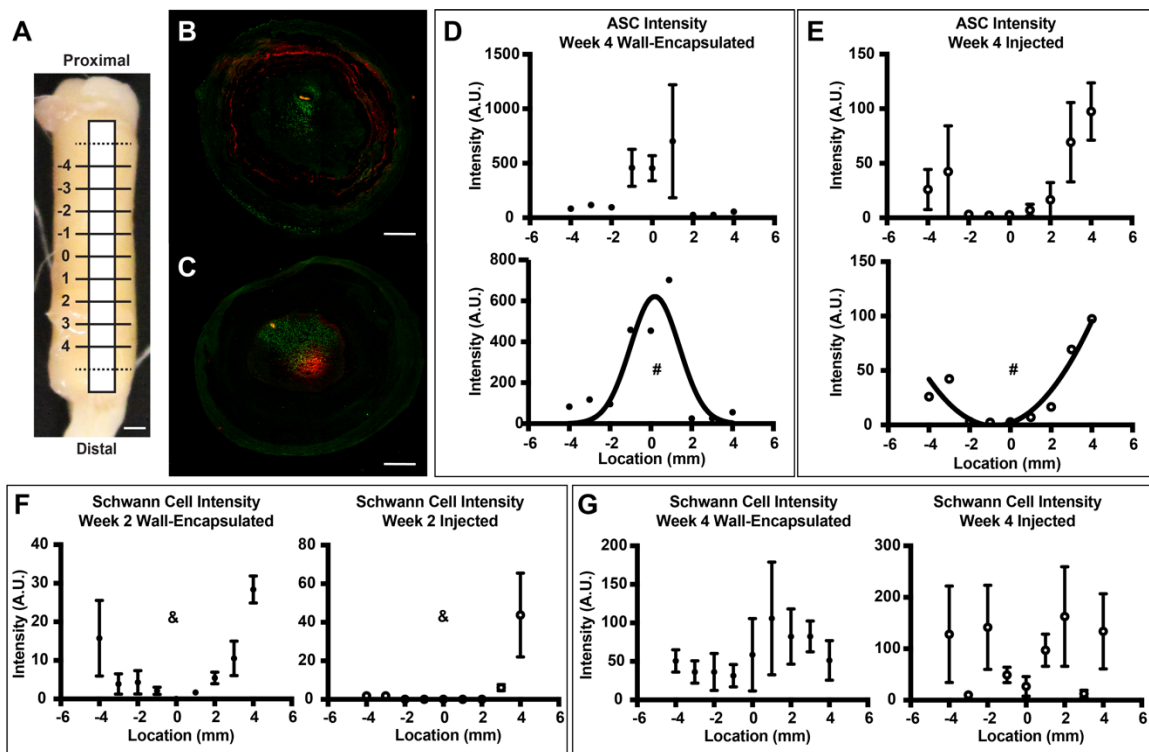 A
Proximal
-4
-3
-2
-1
0
1
2
3
4
Distal
B
C
D
ASC Intensity
Week 4 Wall-Encapsulated
Intensity (A.U.)
1500
1000
500
0
-6 -4 -2 0 2 4 6
Intensity (A.U.)
800
600
400
200
0
#
-6 -4 -2 0 2 4 6
Location (mm)
E
ASC Intensity
Week 4 Injected
Intensity (A.U.)
150
100
50
0
-6 -4 -2 0 2 4 6
Intensity (A.U.)
150
100
50
0
#
-6 -4 -2 0 2 4 6
Location (mm)
F
Schwann Cell Intensity
Week 2 Wall-Encapsulated
Intensity (A.U.)
40
30
20
10
0
&
-6 -4 -2 0 2 4 6
Location (mm)
Schwann Cell Intensity
Week 2 Injected
80
60
40
20
0
&
-6 -4 -2 0 2 4 6
Location (mm)
G
Schwann Cell Intensity
Week 4 Wall-Encapsulated
Intensity (A.U.)
200
150
100
50
0
-6 -4 -2 0 2 4 6
Location (mm)
Schwann Cell Intensity
Week 4 Injected
300
200
100
0
-6 -4 -2 0 2 4 6
Location (mm)